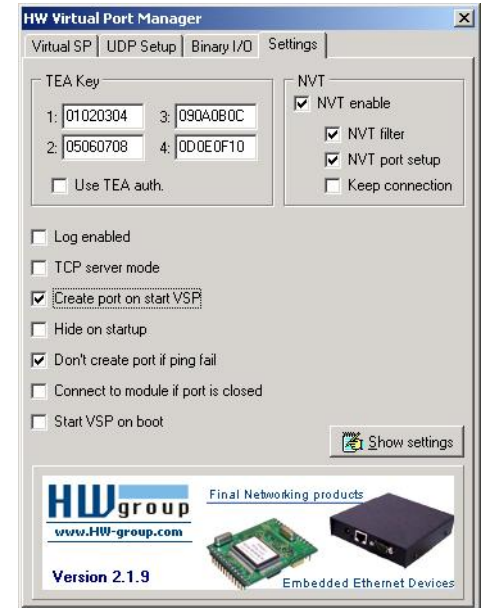 HW Virtual Port Manager
Virtual SP UDP Setup Binary I/O Settings
TEA Key
1: 01020304 3: 090A0B0C
2: 05060708 4: 0D0E0F10
Use TEA auth.
NVT
NVT enable
NVT filter
NVT port setup
Keep connection
Log enabled
TCP server mode
Create port on start VSP
Hide on startup
Don't create port if ping fail
Connect to module if port is closed
Start VSP on boot
Show settings
HWgroup
www.HW-group.com
Version 2.1.9
Final Networking products
Embedded Ethernet Devices